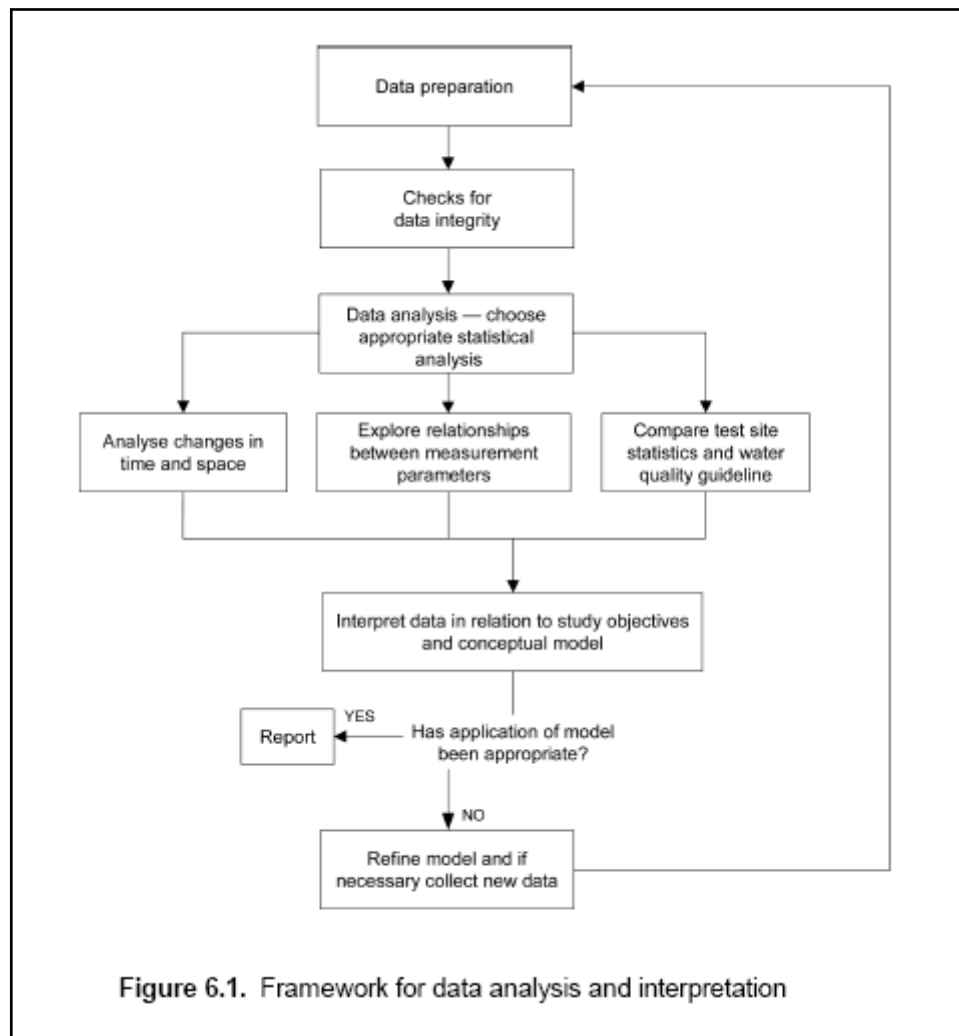 Data preparation
Checks for
data integrity
Data analysis — choose
appropriate statistical
analysis
Analyse changes in
time and space
Explore relationships
between measurement
parameters
Compare test site
statistics and water
quality guideline
Interpret data in relation to study objectives
and conceptual model
Report
YES
Has application of model
been appropriate?
NO
Refine model and if
necessary collect new data
Figure 6.1. Framework for data analysis and interpretation